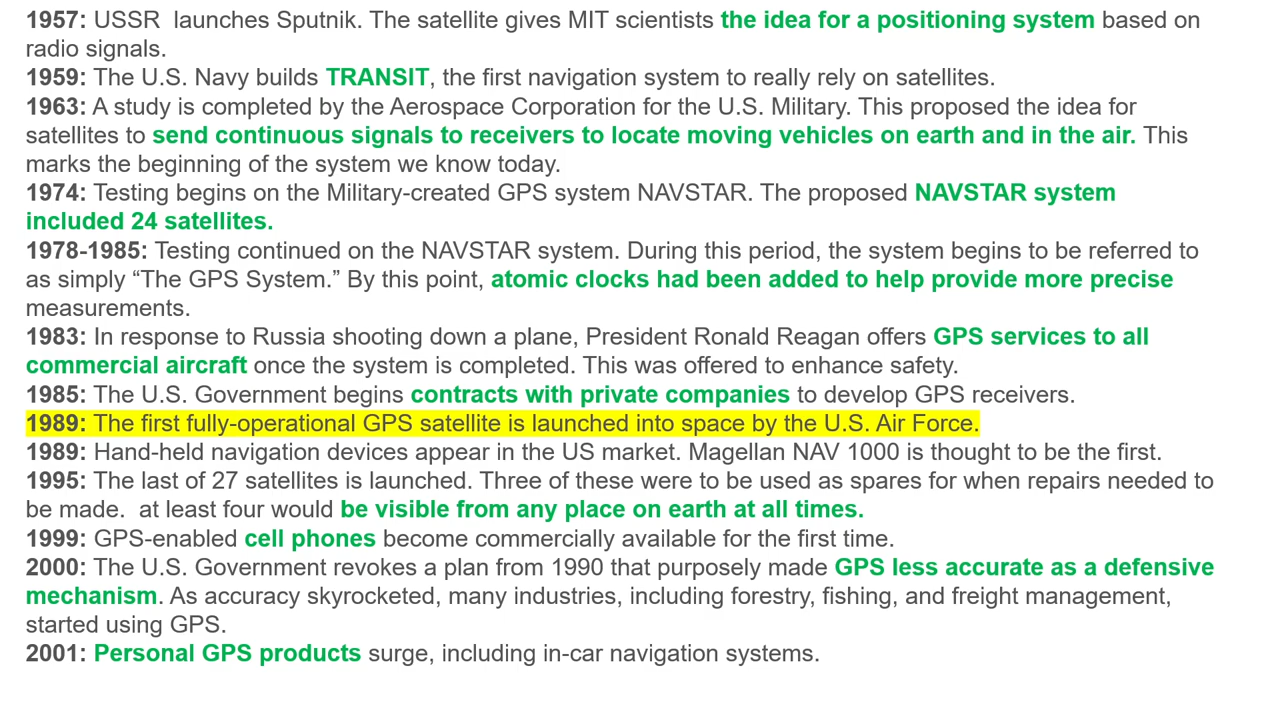 1957: USSR  launches Sputnik. The satellite gives MIT scientists the idea for a positioning system based on
radio signals.
1959: The U.S. Navy builds TRANSIT, the first navigation system to really rely on satellites.
1963: A study is completed by the Aerospace Corporation for the U.S. Military. This proposed the idea for
satellites to send continuous signals to receivers to locate moving vehicles on earth and in the air. This
marks the beginning of the system we know today.
1974: Testing begins on the Military-created GPS system NAVSTAR. The proposed NAVSTAR system
included 24 satellites.
1978-1985: Testing continued on the NAVSTAR system. During this period, the system begins to be referred to
as simply “The GPS System.” By this point, atomic clocks had been added to help provide more precise
measurements.
1983: In response to Russia shooting down a plane, President Ronald Reagan offers GPS services to all
commercial aircraft once the system is completed. This was offered to enhance safety.
1985: The U.S. Government begins contracts with private companies to develop GPS receivers.
1989: The first fully-operational GPS satellite is launched into space by the U.S. Air Force.
1989: Hand-held navigation devices appear in the US market. Magellan NAV 1000 is thought to be the first.
1995: The last of 27 satellites is launched. Three of these were to be used as spares for when repairs needed to
be made.  at least four would be visible from any place on earth at all times.
1999: GPS-enabled cell phones become commercially available for the first time.
2000: The U.S. Government revokes a plan from 1990 that purposely made GPS less accurate as a defensive
mechanism. As accuracy skyrocketed, many industries, including forestry, fishing, and freight management,
started using GPS.
2001: Personal GPS products surge, including in-car navigation systems.